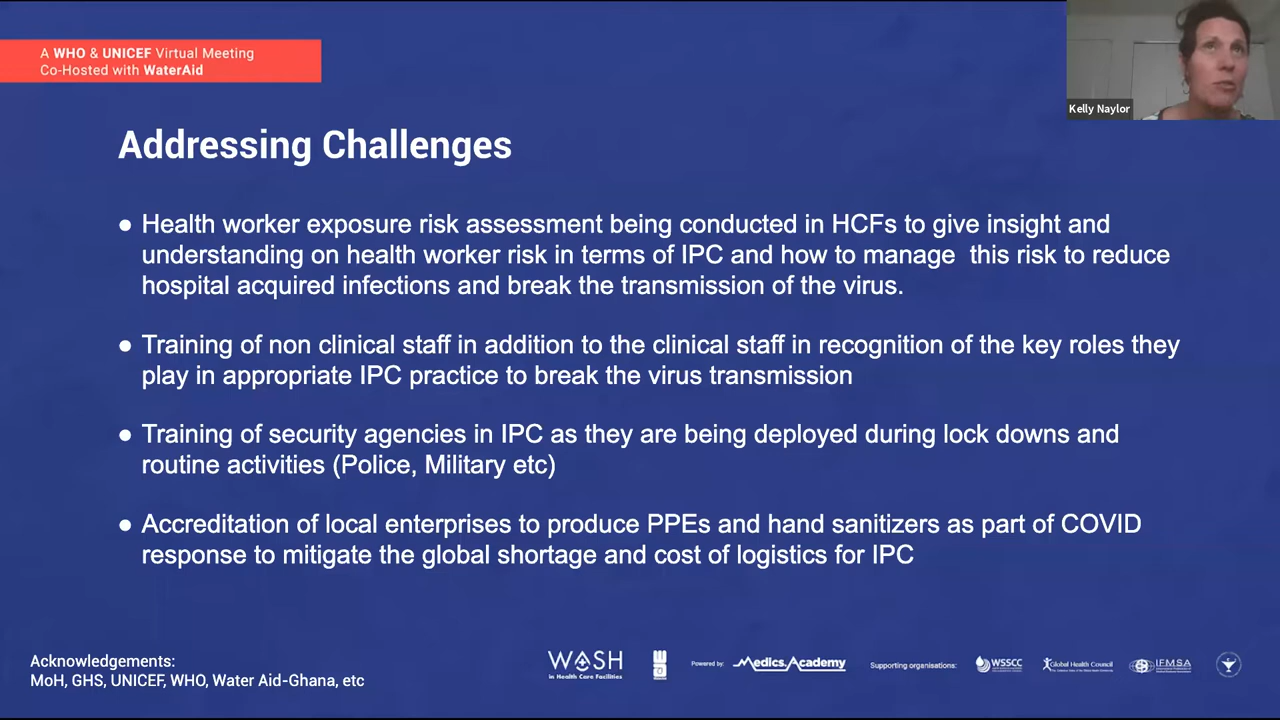 A WHO & UNICEF Virtual Meeting
Co-Hosted with WaterAid
Kelly Naylor
Addressing Challenges
● Health worker exposure risk assessment being conducted in HCFs to give insight and
understanding on health worker risk in terms of IPC and how to manage  this risk to reduce
hospital acquired infections and break the transmission of the virus.
● Training of non clinical staff in addition to the clinical staff in recognition of the key roles they
play in appropriate IPC practice to break the virus transmission
● Training of security agencies in IPC as they are being deployed during lock downs and
routine activities (Police, Military etc)
● Accreditation of local enterprises to produce PPEs and hand sanitizers as part of COVID
response to mitigate the global shortage and cost of logistics for IPC
Acknowledgements:
MoH, GHS, UNICEF, WHO, Water Aid-Ghana, etc
WASH
in Health Care Facilities
Powered by:
Medics.Academy
Supporting organisations:
WSSCC
Global Health Council
IFMSA